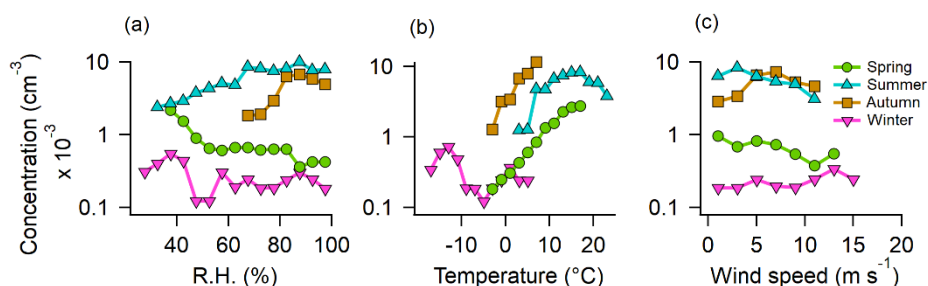 (a)
(b)
(c)
Concentration (cm⁻³)
x 10⁻³
10
1
0.1
40
60
80
100
R.H. (%)
10
1
0.1
-10
0
10
20
Temperature (°C)
10
1
0.1
0
5
10
15
20
Wind speed (m s⁻¹)
Spring
Summer
Autumn
Winter